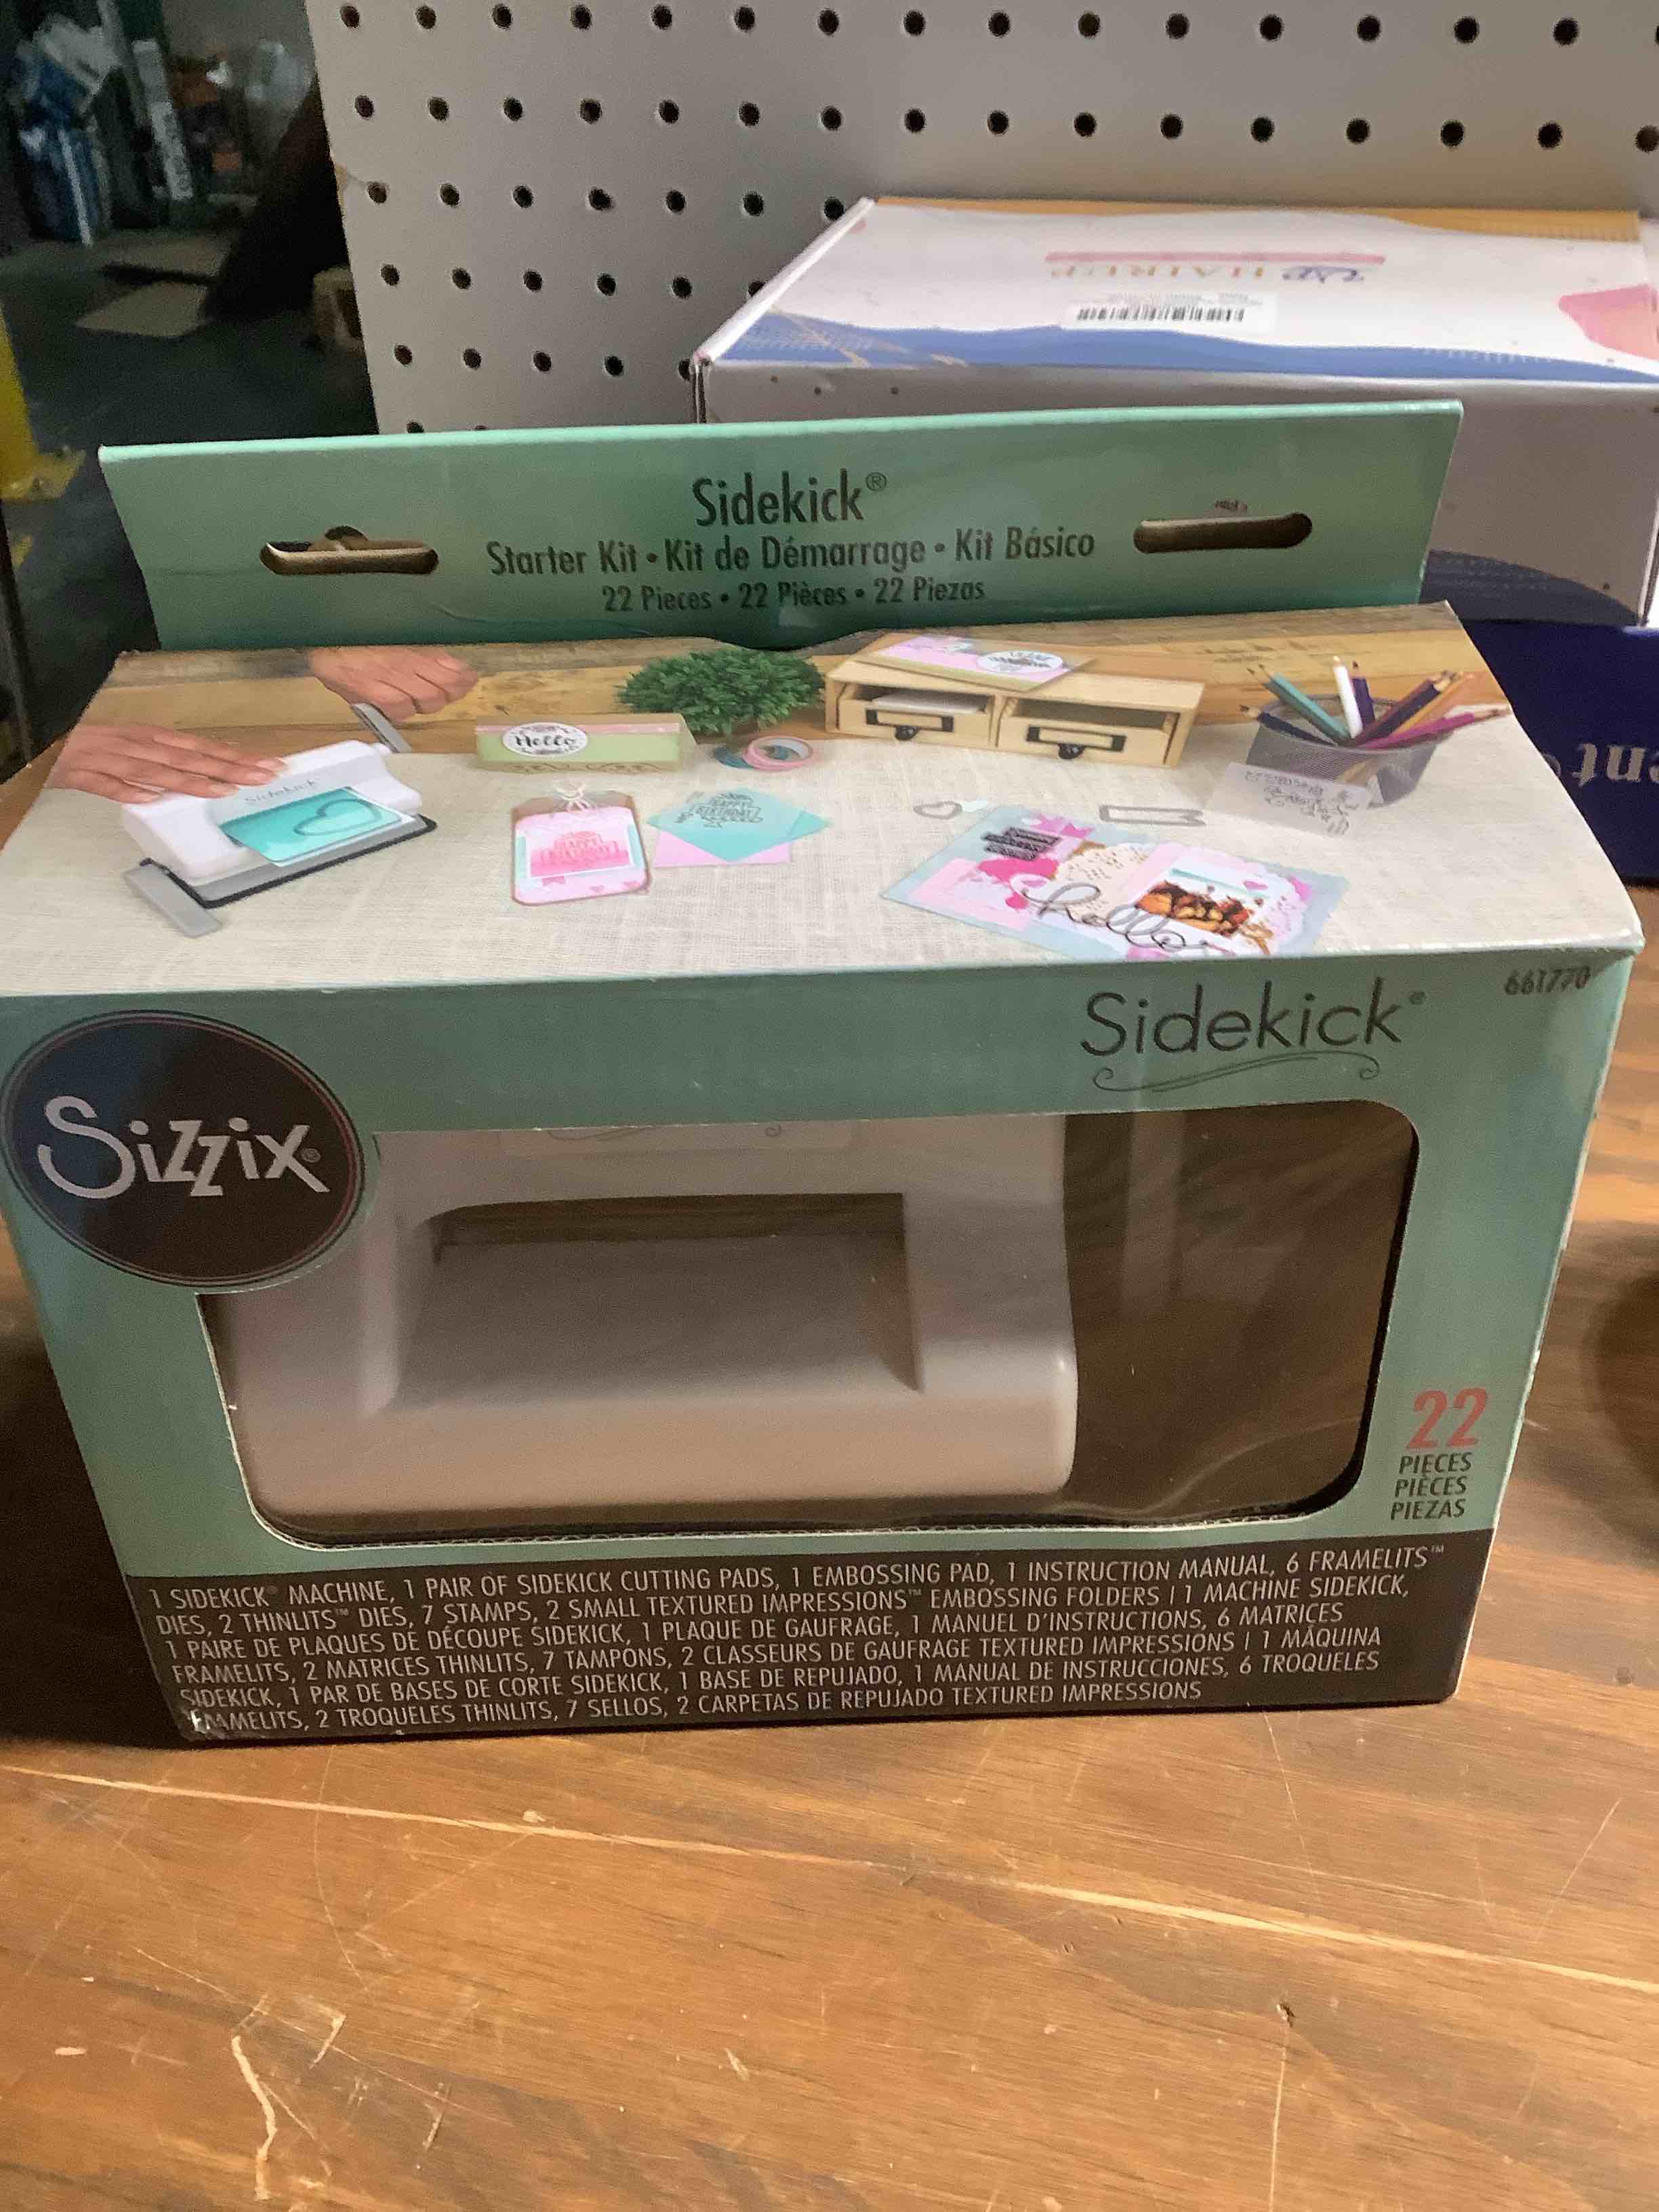 HAIRUP
Sidekick®
Starter Kit • Kit de Démarrage • Kit Básico
22 Pieces • 22 Pièces • 22 Piezas
Hello
Sidekick
HAPPY
BIRTHDAY
hello
Sidekick®
661770
Sizzix®
ent
22
PIECES
PIÈCES
PIEZAS
1 SIDEKICK® MACHINE, 1 PAIR OF SIDEKICK CUTTING PADS, 1 EMBOSSING PAD, 1 INSTRUCTION MANUAL, 6 FRAMELITS™
DIES, 2 THINLITS™ DIES, 7 STAMPS, 2 SMALL TEXTURED IMPRESSIONS™ EMBOSSING FOLDERS | 1 MACHINE SIDEKICK,
1 PAIRE DE PLAQUES DE DÉCOUPE SIDEKICK, 1 PLAQUE DE GAUFRAGE, 1 MANUEL D'INSTRUCTIONS, 6 MATRICES
FRAMELITS, 2 MATRICES THINLITS, 7 TAMPONS, 2 CLASSEURS DE GAUFRAGE TEXTURED IMPRESSIONS | 1 MÁQUINA
SIDEKICK, 1 PAR DE BASES DE CORTE SIDEKICK, 1 BASE DE REPUJADO, 1 MANUAL DE INSTRUCCIONES, 6 TROQUELES
FRAMELITS, 2 TROQUELES THINLITS, 7 SELLOS, 2 CARPETAS DE REPUJADO TEXTURED IMPRESSIONS